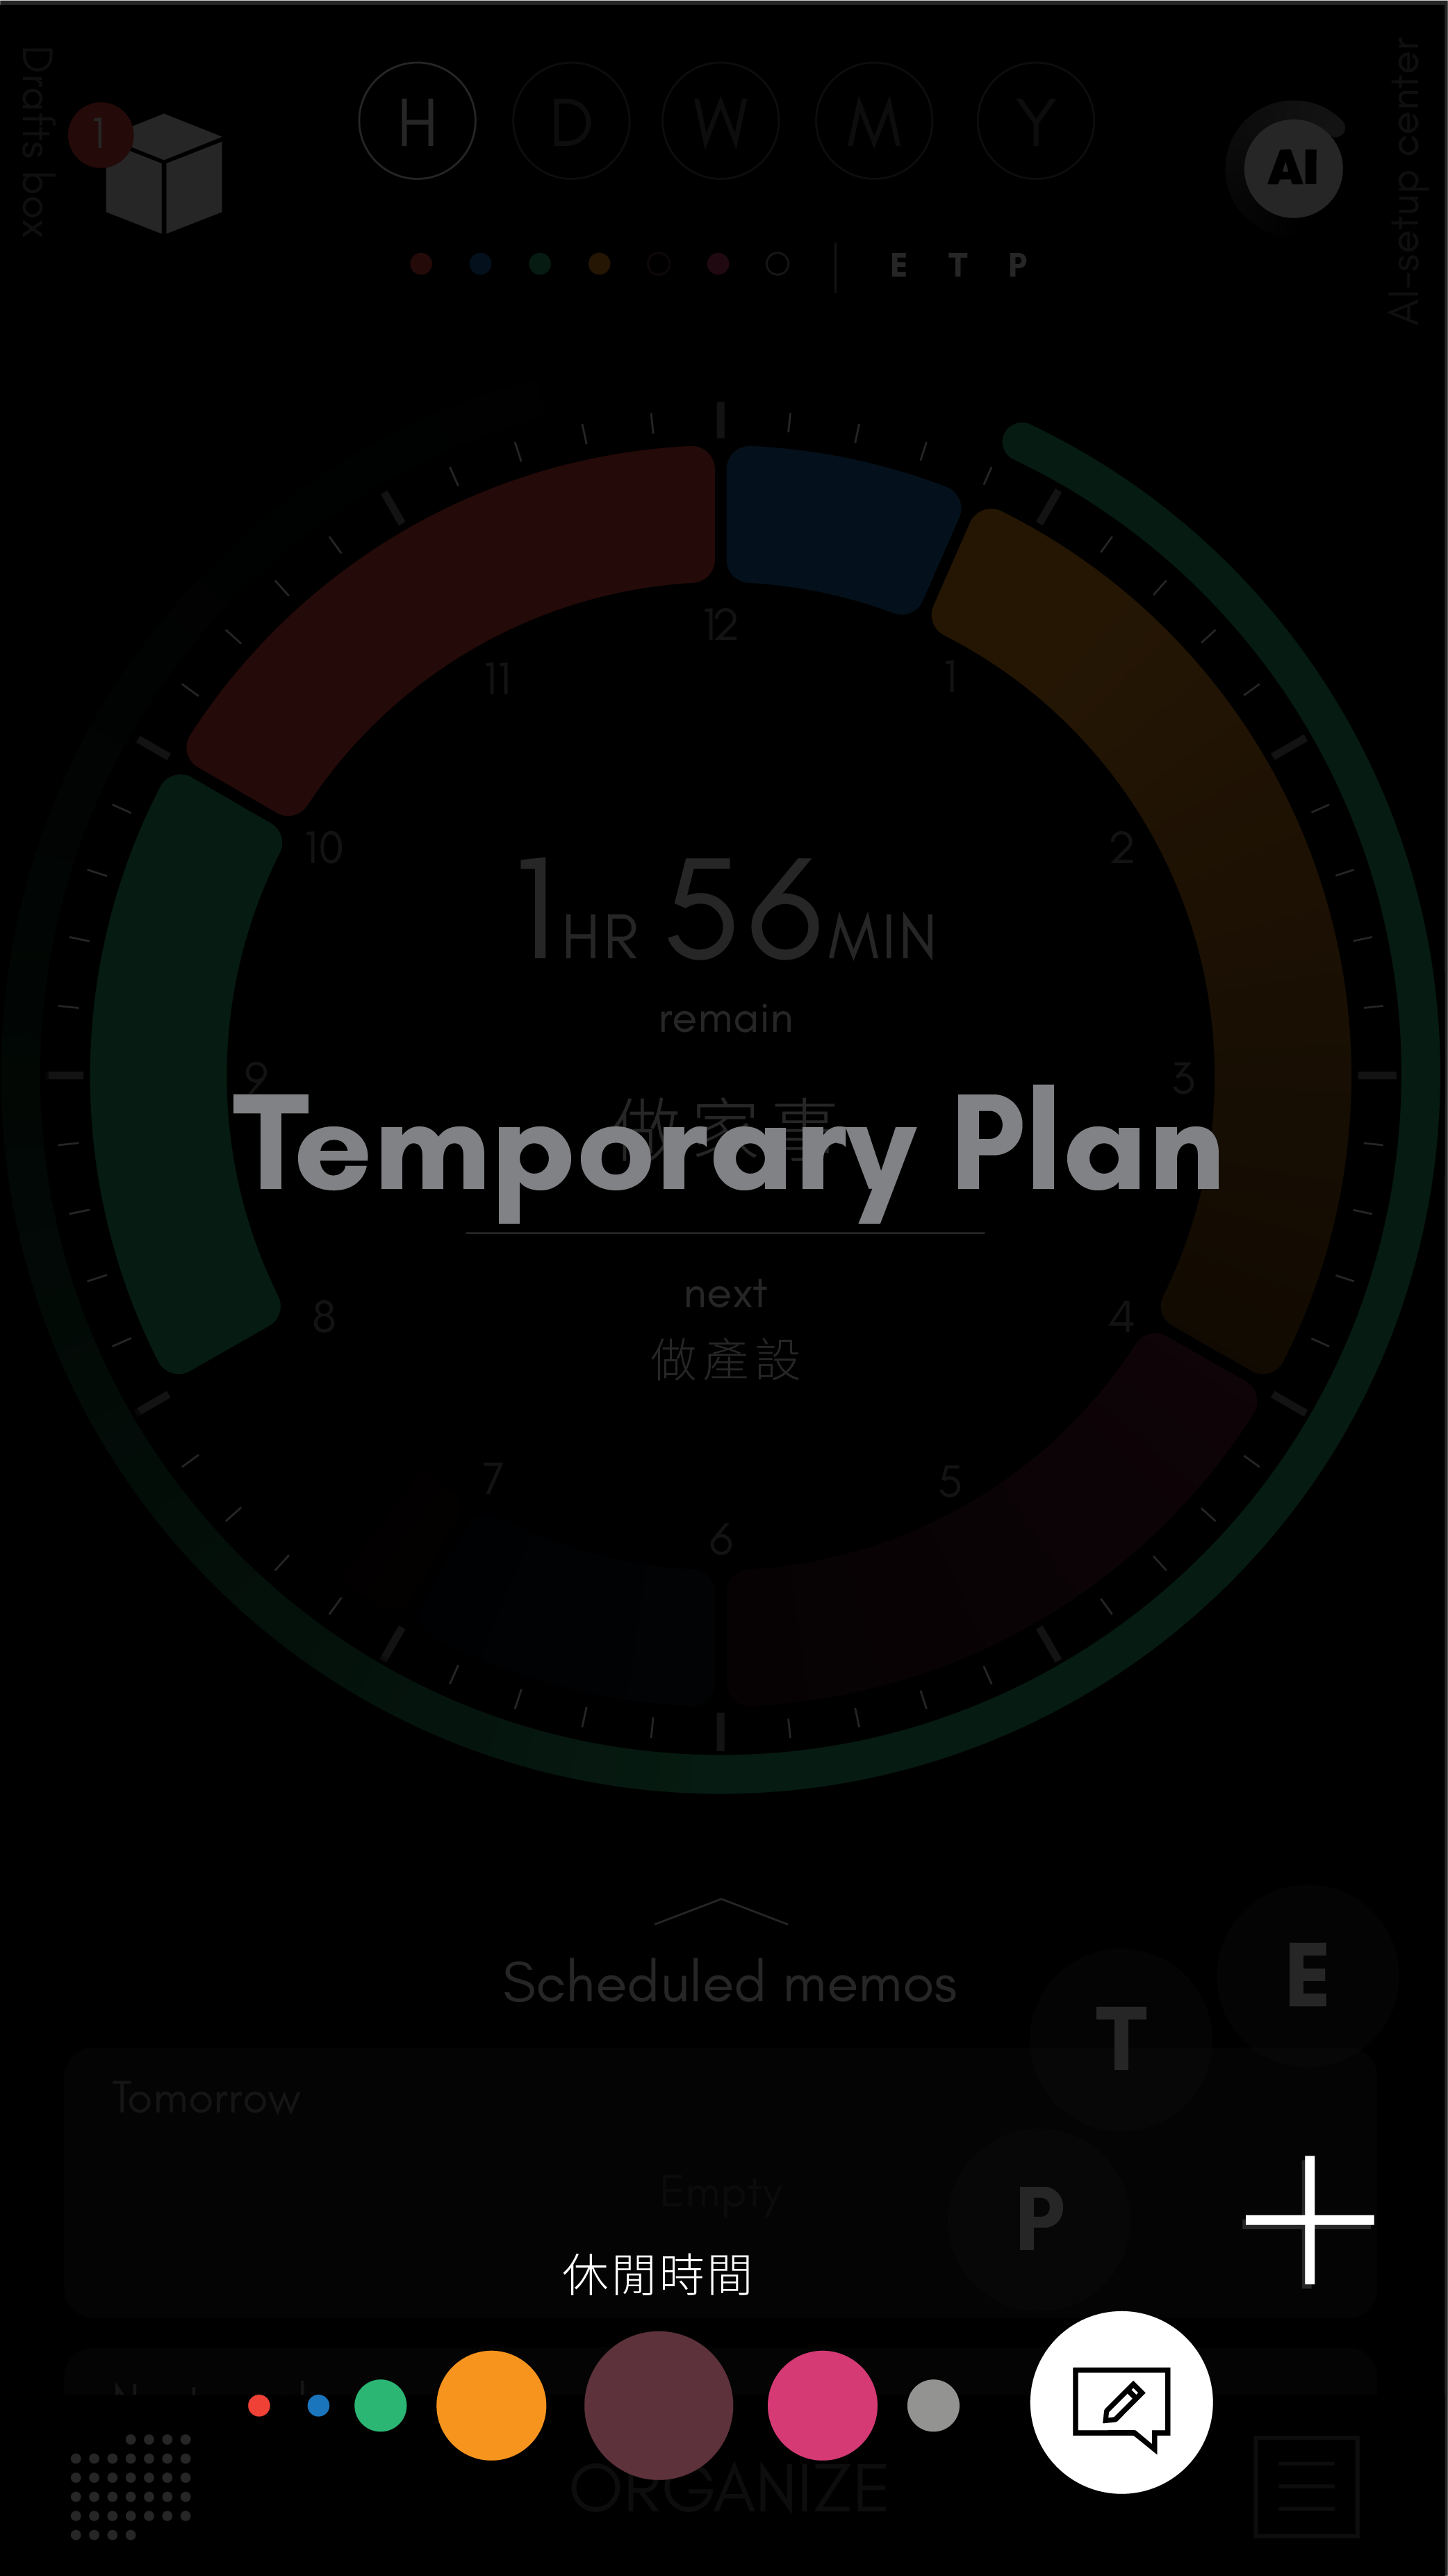 Drafts box
1
H D W M Y
AI
AI-setup center
E T P
12
11
1
10
2
1HR 56MIN
remain
9
3
做家事
Temporary Plan
next
8
4
做產設
7
5
6
Scheduled memos
E
T
Tomorrow
Empty
P
休閒時間
ORGANIZE